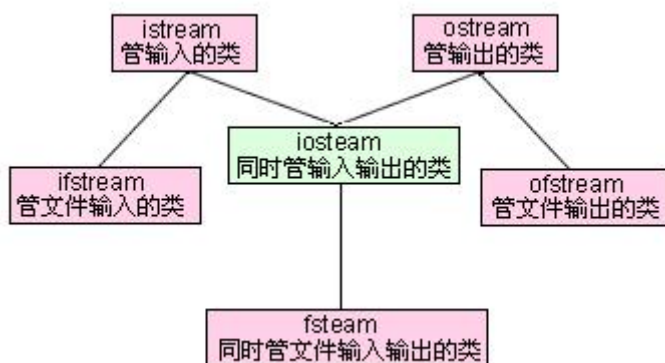 istream
管输入的类
ostream
管输出的类
iosteam
同时管输入输出的类
ifstream
管文件输入的类
ofstream
管文件输出的类
fsteam
同时管文件输入输出的类